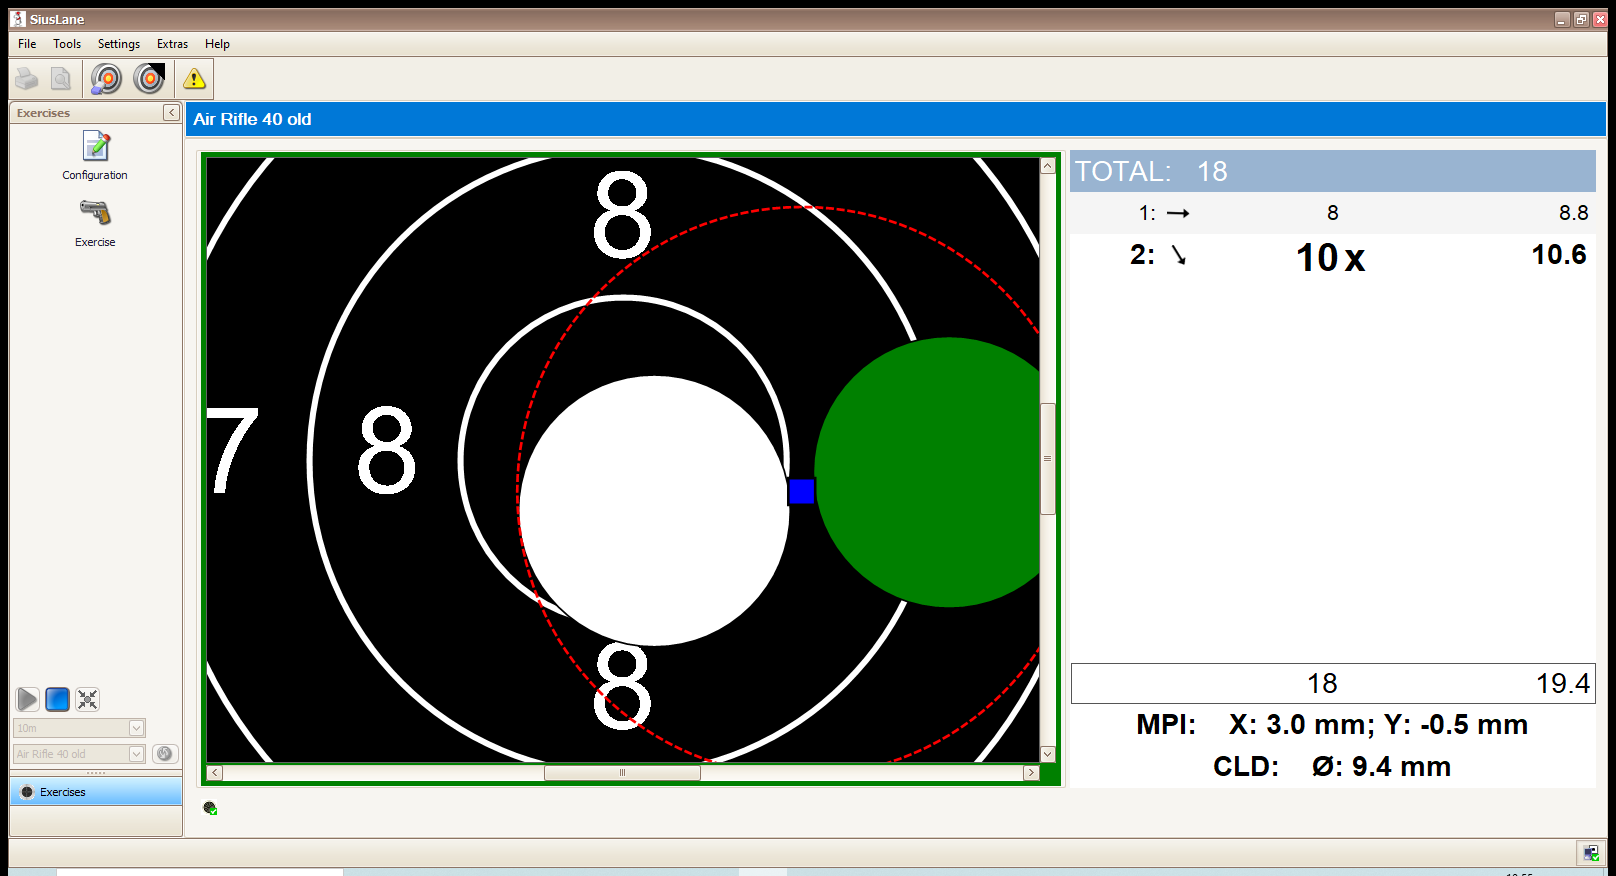 SiusLane
File Tools Settings Extras Help
Exercises
Air Rifle 40 old
Configuration
Exercise
8
7 8
8
TOTAL: 18
1: 8 8.8
2: 10 x 10.6
18 19.4
MPI: X: 3.0 mm; Y: -0.5 mm
CLD: Ø: 9.4 mm
10m
Air Rifle 40 old
Exercises